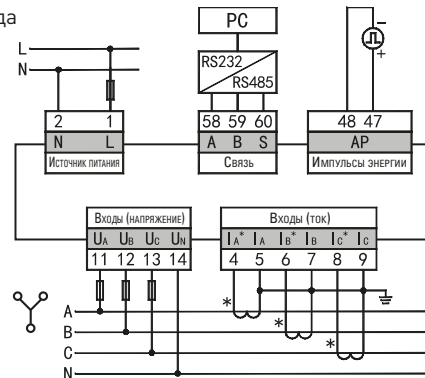 да
PC
L
N
RS232
RS485
− +
2 1
N L
Источник питания
58 59 60
A B S
Связь
48 47
AP
Импульсы энергии
Входы (напряжение)
UA UB UC UN
11 12 13 14
Входы (ток)
IA* IA IB* IB IC* IC
4 5 6 7 8 9
A *
B *
C *
N